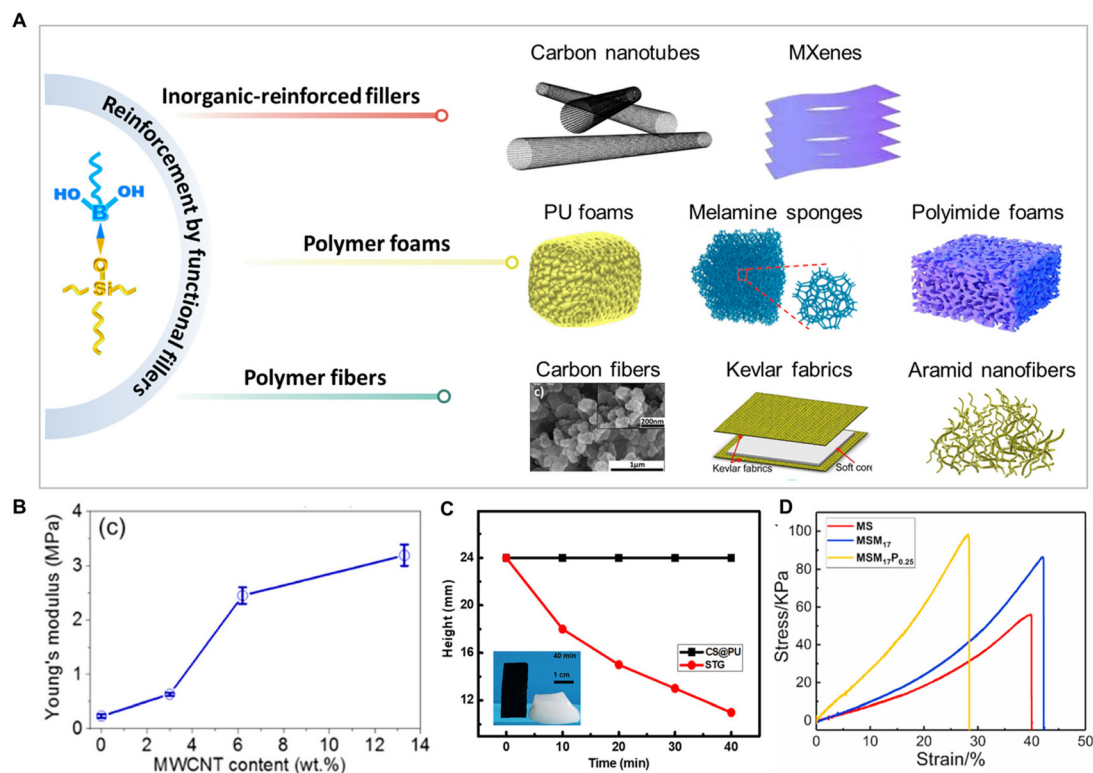 A
Reinforcement by functional fillers
HO
OH
B
O
Si
Inorganic-reinforced fillers
Carbon nanotubes
MXenes
Polymer foams
PU foams
Melamine sponges
Polyimide foams
Polymer fibers
Carbon fibers
Kevlar fabrics
Aramid nanofibers
c)
200nm
1μm
Kevlar fabrics
Soft core
B
(c)
Young's modulus (MPa)
4
3
2
1
0
0 2 4 6 8 10 12 14
MWCNT content (wt.%)
C
Height (mm)
27
24
21
18
15
12
CS@PU
STG
40 min
1 cm
0 10 20 30 40
Time (min)
D
Stress/KPa
100
80
60
40
20
0
MS
MSM17
MSM17P0.25
0 10 20 30 40 50
Strain/%